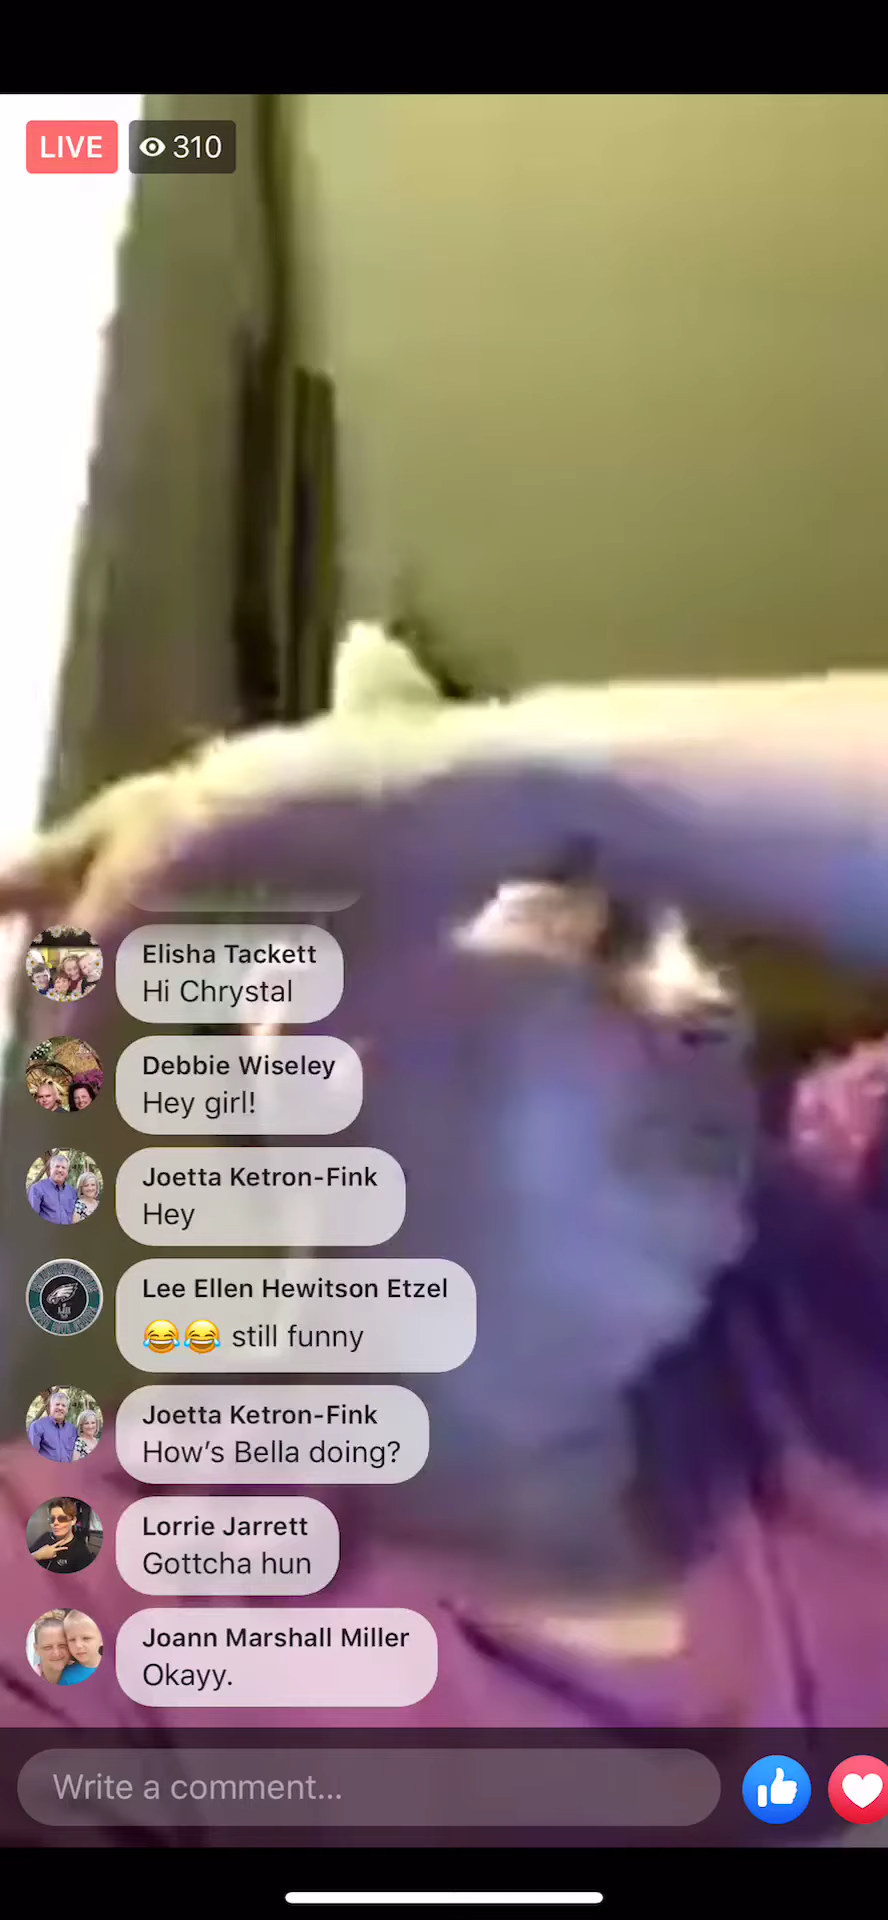 LIVE 310
Elisha Tackett
Hi Chrystal
Debbie Wiseley
Hey girl!
Joetta Ketron-Fink
Hey
Lee Ellen Hewitson Etzel
😂😂 still funny
Joetta Ketron-Fink
How's Bella doing?
Lorrie Jarrett
Gottcha hun
Joann Marshall Miller
Okayy.
Write a comment...